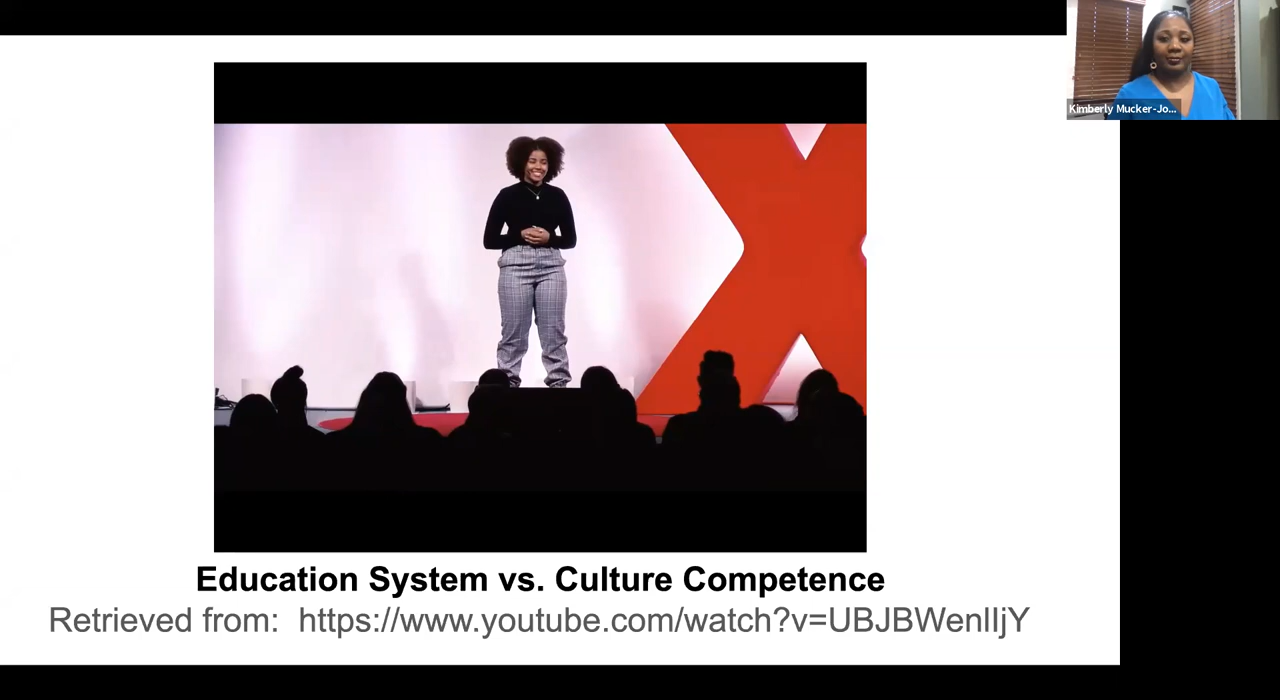 Kimberly Mucker-Jo...
Education System vs. Culture Competence
Retrieved from:  https://www.youtube.com/watch?v=UBJBWenlIjY